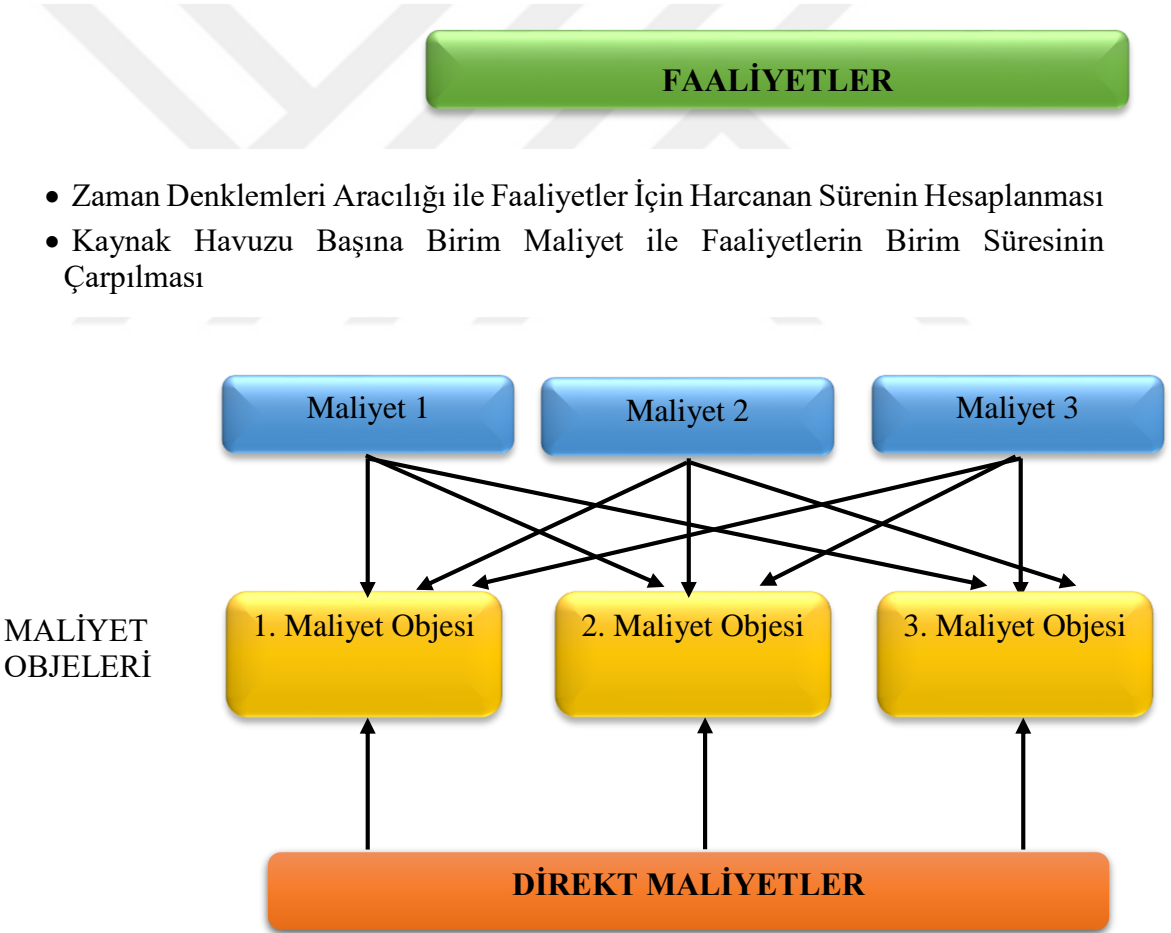 FAALİYETLER
• Zaman Denklemleri Aracılığı ile Faaliyetler İçin Harcanan Sürenin Hesaplanması
• Kaynak Havuzu Başına Birim Maliyet ile Faaliyetlerin Birim Süresinin
Çarpılması
Maliyet 1
Maliyet 2
Maliyet 3
MALİYET
OBJELERİ
1. Maliyet Objesi
2. Maliyet Objesi
3. Maliyet Objesi
DİREKT MALİYETLER